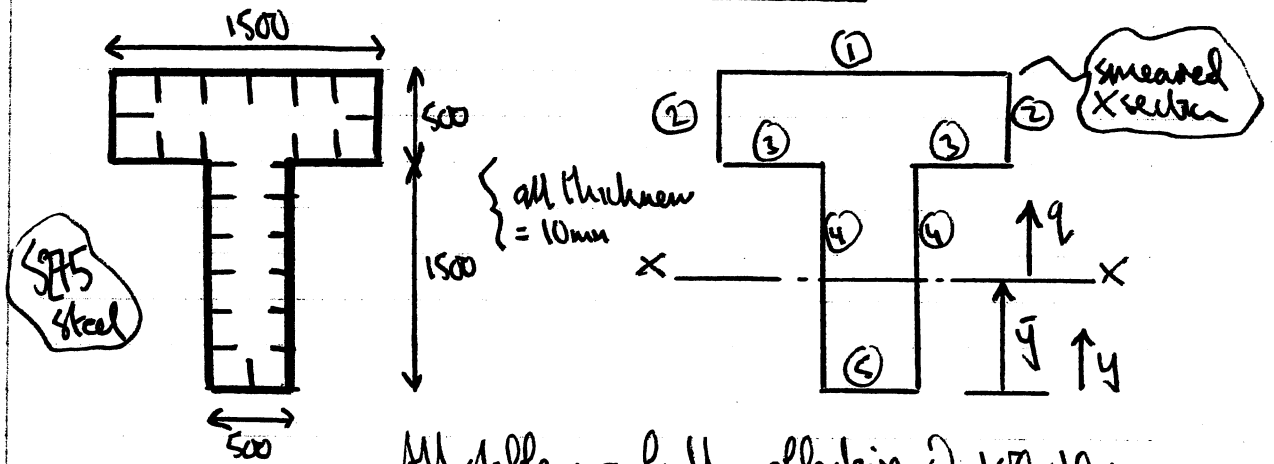 1500
500
1500
500
S275
steel
all thickness
= 10mm
smeared
X section
1
2
2
3
3
4
4
5
X
X
q
ȳ
y